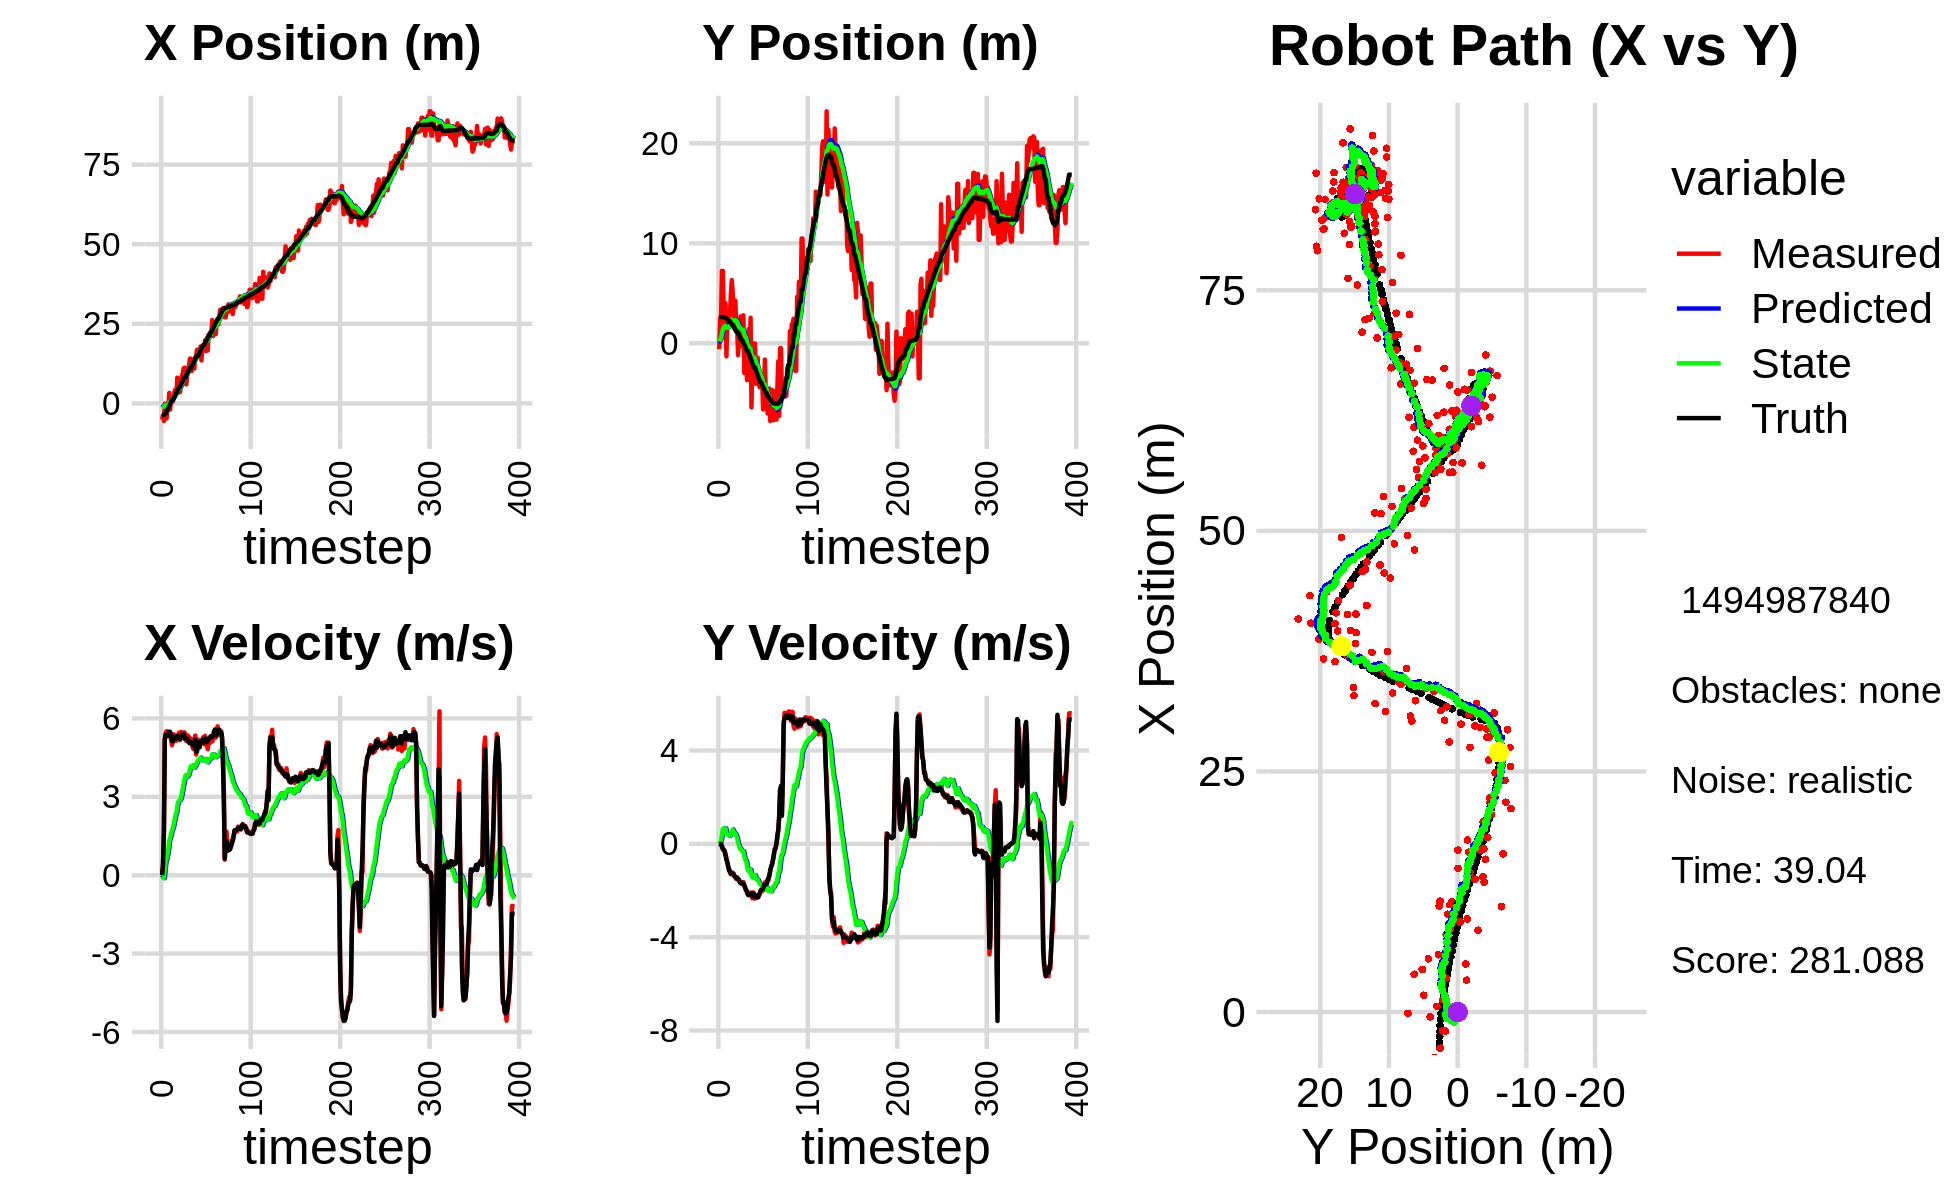 X Position (m)
75
50
25
0
0
100
200
300
400
timestep
Y Position (m)
20
10
0
0
100
200
300
400
timestep
X Velocity (m/s)
6
3
0
-3
-6
0
100
200
300
400
timestep
Y Velocity (m/s)
4
0
-4
-8
0
100
200
300
400
timestep
Robot Path (X vs Y)
X Position (m)
75
50
25
0
20 10 0 -10 -20
Y Position (m)
variable
Measured
Predicted
State
Truth
1494987840
Obstacles: none
Noise: realistic
Time: 39.04
Score: 281.088